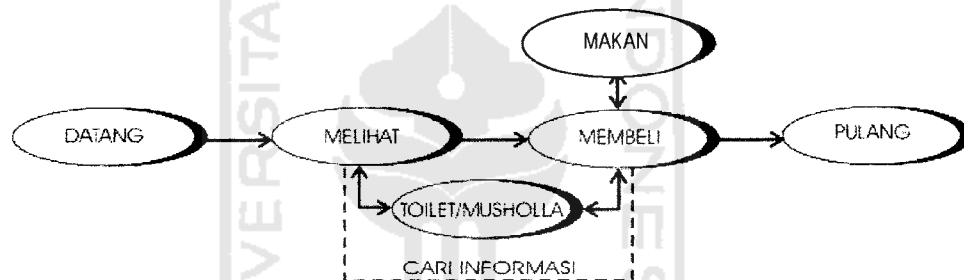 MAKAN
DATANG
MELIHAT
MEMBELI
PULANG
TOILET/MUSHOLLA
CARI INFORMASI